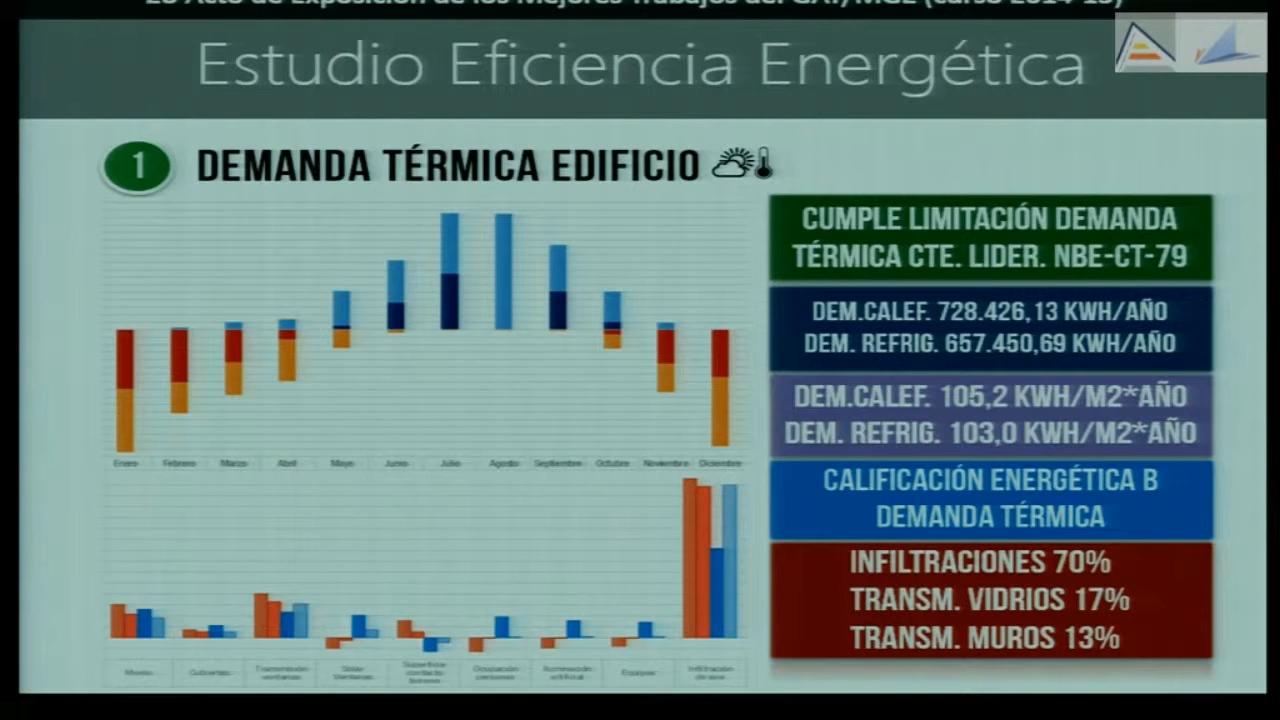 Estudio Eficiencia Energética
1
DEMANDA TÉRMICA EDIFICIO
CUMPLE LIMITACIÓN DEMANDA
TÉRMICA CTE. LIDER. NBE-CT-79
DEM.CALEF. 728.426,13 KWH/AÑO
DEM. REFRIG. 657.450,69 KWH/AÑO
DEM.CALEF. 105,2 KWH/M2*AÑO
DEM. REFRIG. 103,0 KWH/M2*AÑO
CALIFICACIÓN ENERGÉTICA B
DEMANDA TÉRMICA
INFILTRACIONES 70%
TRANSM. VIDRIOS 17%
TRANSM. MUROS 13%
Enero Febrero Marzo Abril Mayo Junio Julio Agosto Septiembre Octubre Noviembre Diciembre